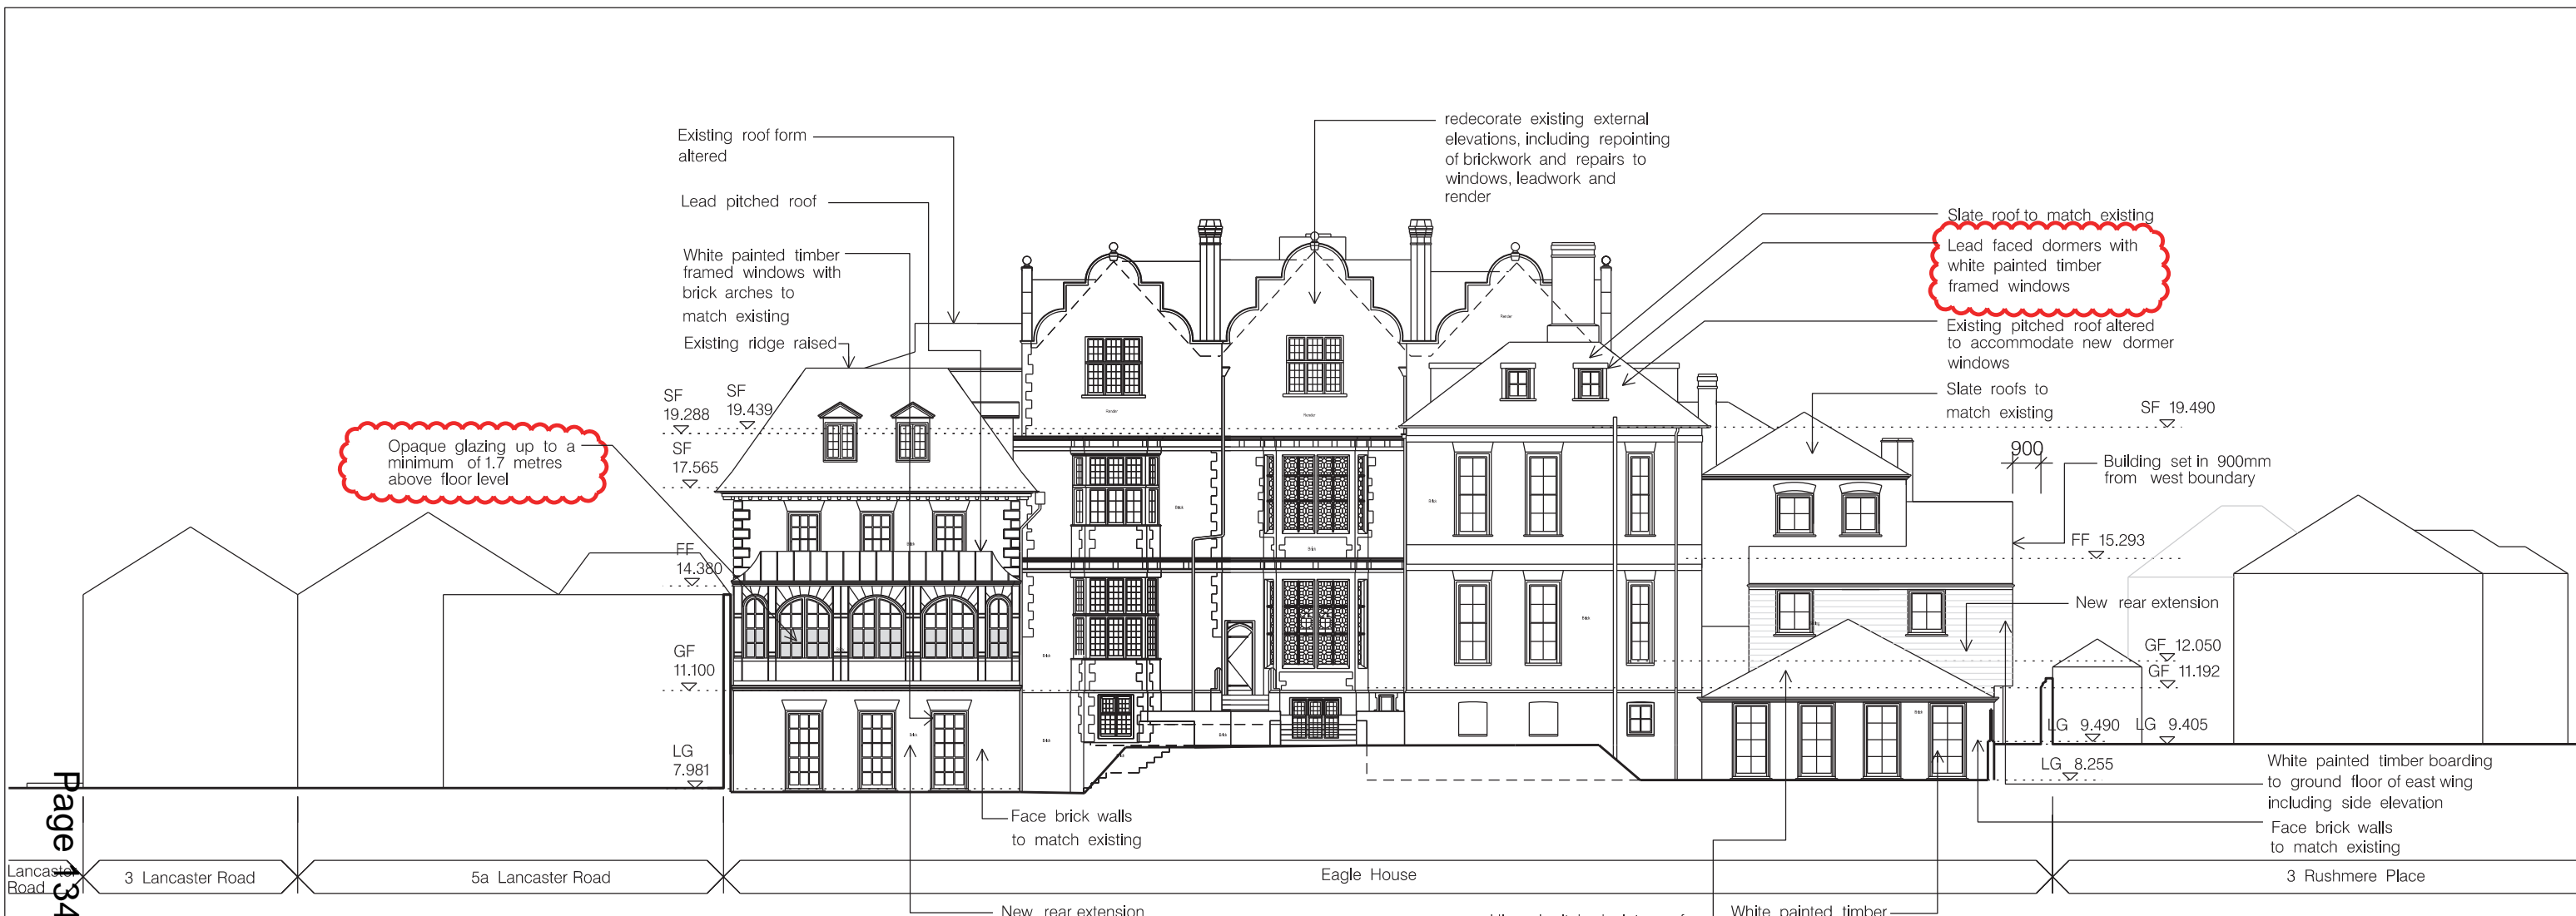 Existing roof form
altered
Lead pitched roof
White painted timber
framed windows with
brick arches to
match existing
Existing ridge raised
redecorate existing external
elevations, including repointing
of brickwork and repairs to
windows, leadwork and
render
Slate roof to match existing
Lead faced dormers with
white painted timber
framed windows
Existing pitched roof altered
to accommodate new dormer
windows
Slate roofs to
match existing
SF 19.490
900
Building set in 900mm
from west boundary
FF 15.293
New rear extension
GF 12.050
GF 11.192
LG 9.490
LG 9.405
LG 8.255
White painted timber boarding
to ground floor of east wing
including side elevation
Face brick walls
to match existing
SF
19.288
SF
19.439
SF
17.565
Opaque glazing up to a
minimum of 1.7 metres
above floor level
FF
14.380
GF
11.100
LG
7.981
Render
Render
Render
Face brick walls
to match existing
Page 134
Lancaster
Road
3 Lancaster Road
5a Lancaster Road
Eagle House
3 Rushmere Place
New rear extension
White painted timber